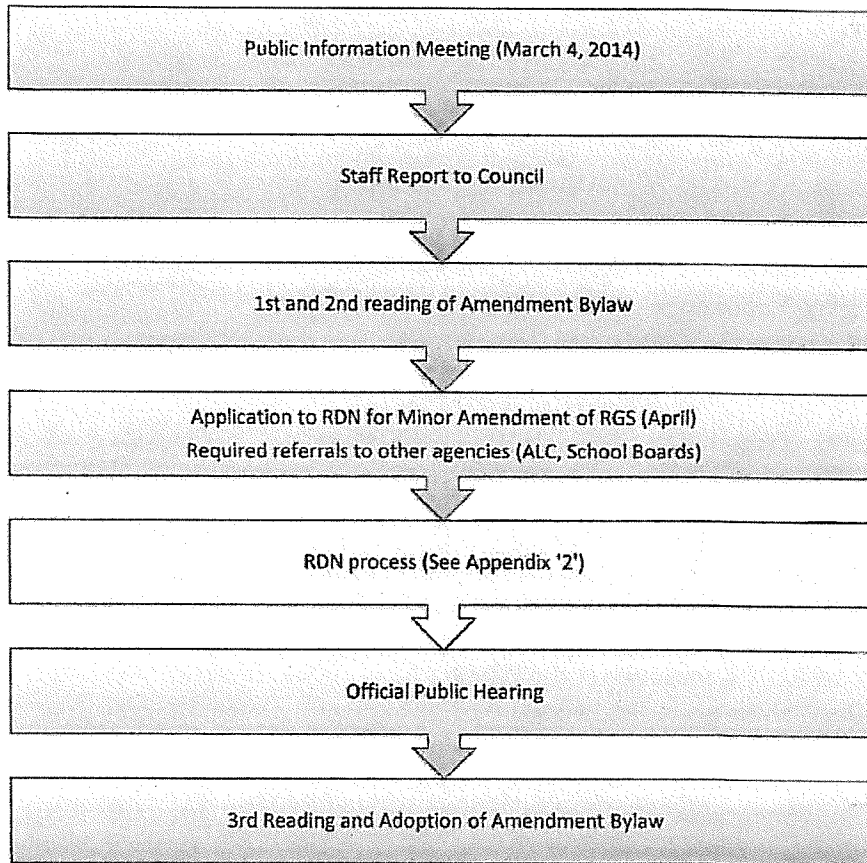 Public Information Meeting (March 4, 2014)
Staff Report to Council
1st and 2nd reading of Amendment Bylaw
Application to RDN for Minor Amendment of RGS (April)
Required referrals to other agencies (ALC, School Boards)
RDN process (See Appendix '2')
Official Public Hearing
3rd Reading and Adoption of Amendment Bylaw